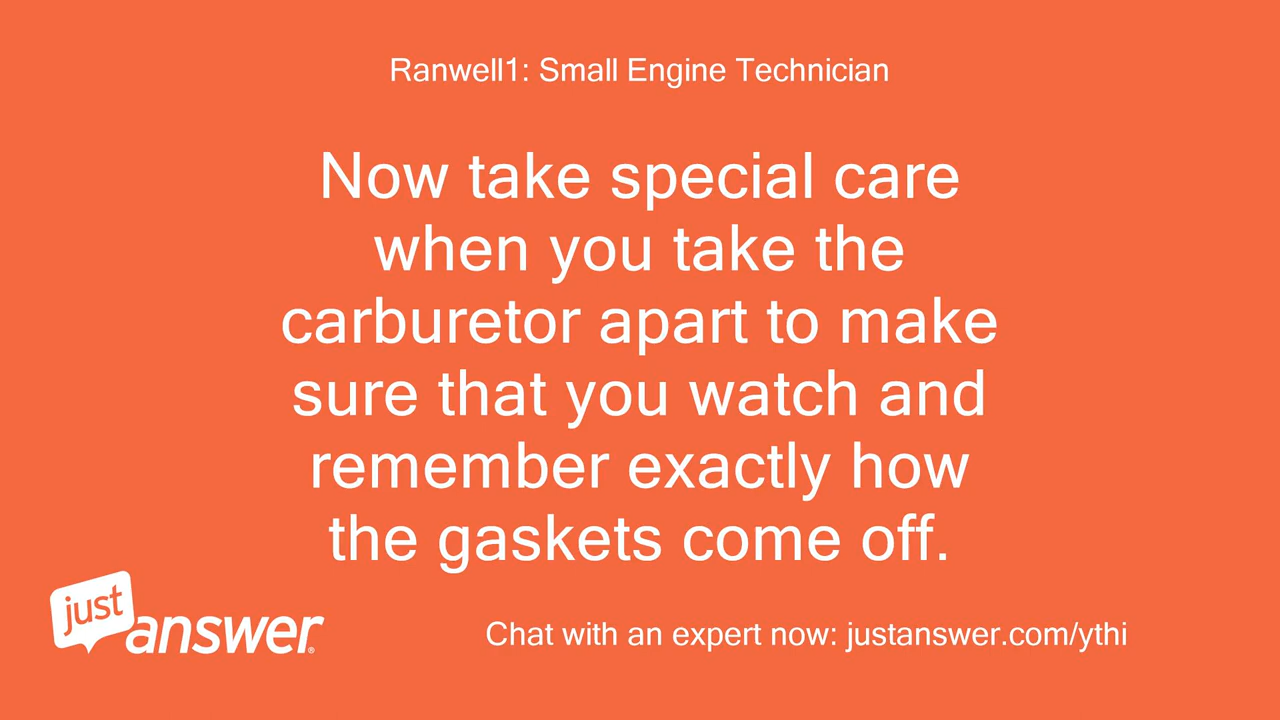 Ranwell1: Small Engine Technician
Now take special care
when you take the
carburetor apart to make
sure that you watch and
remember exactly how
the gaskets come off.
just
answer®
Chat with an expert now: justanswer.com/ythi